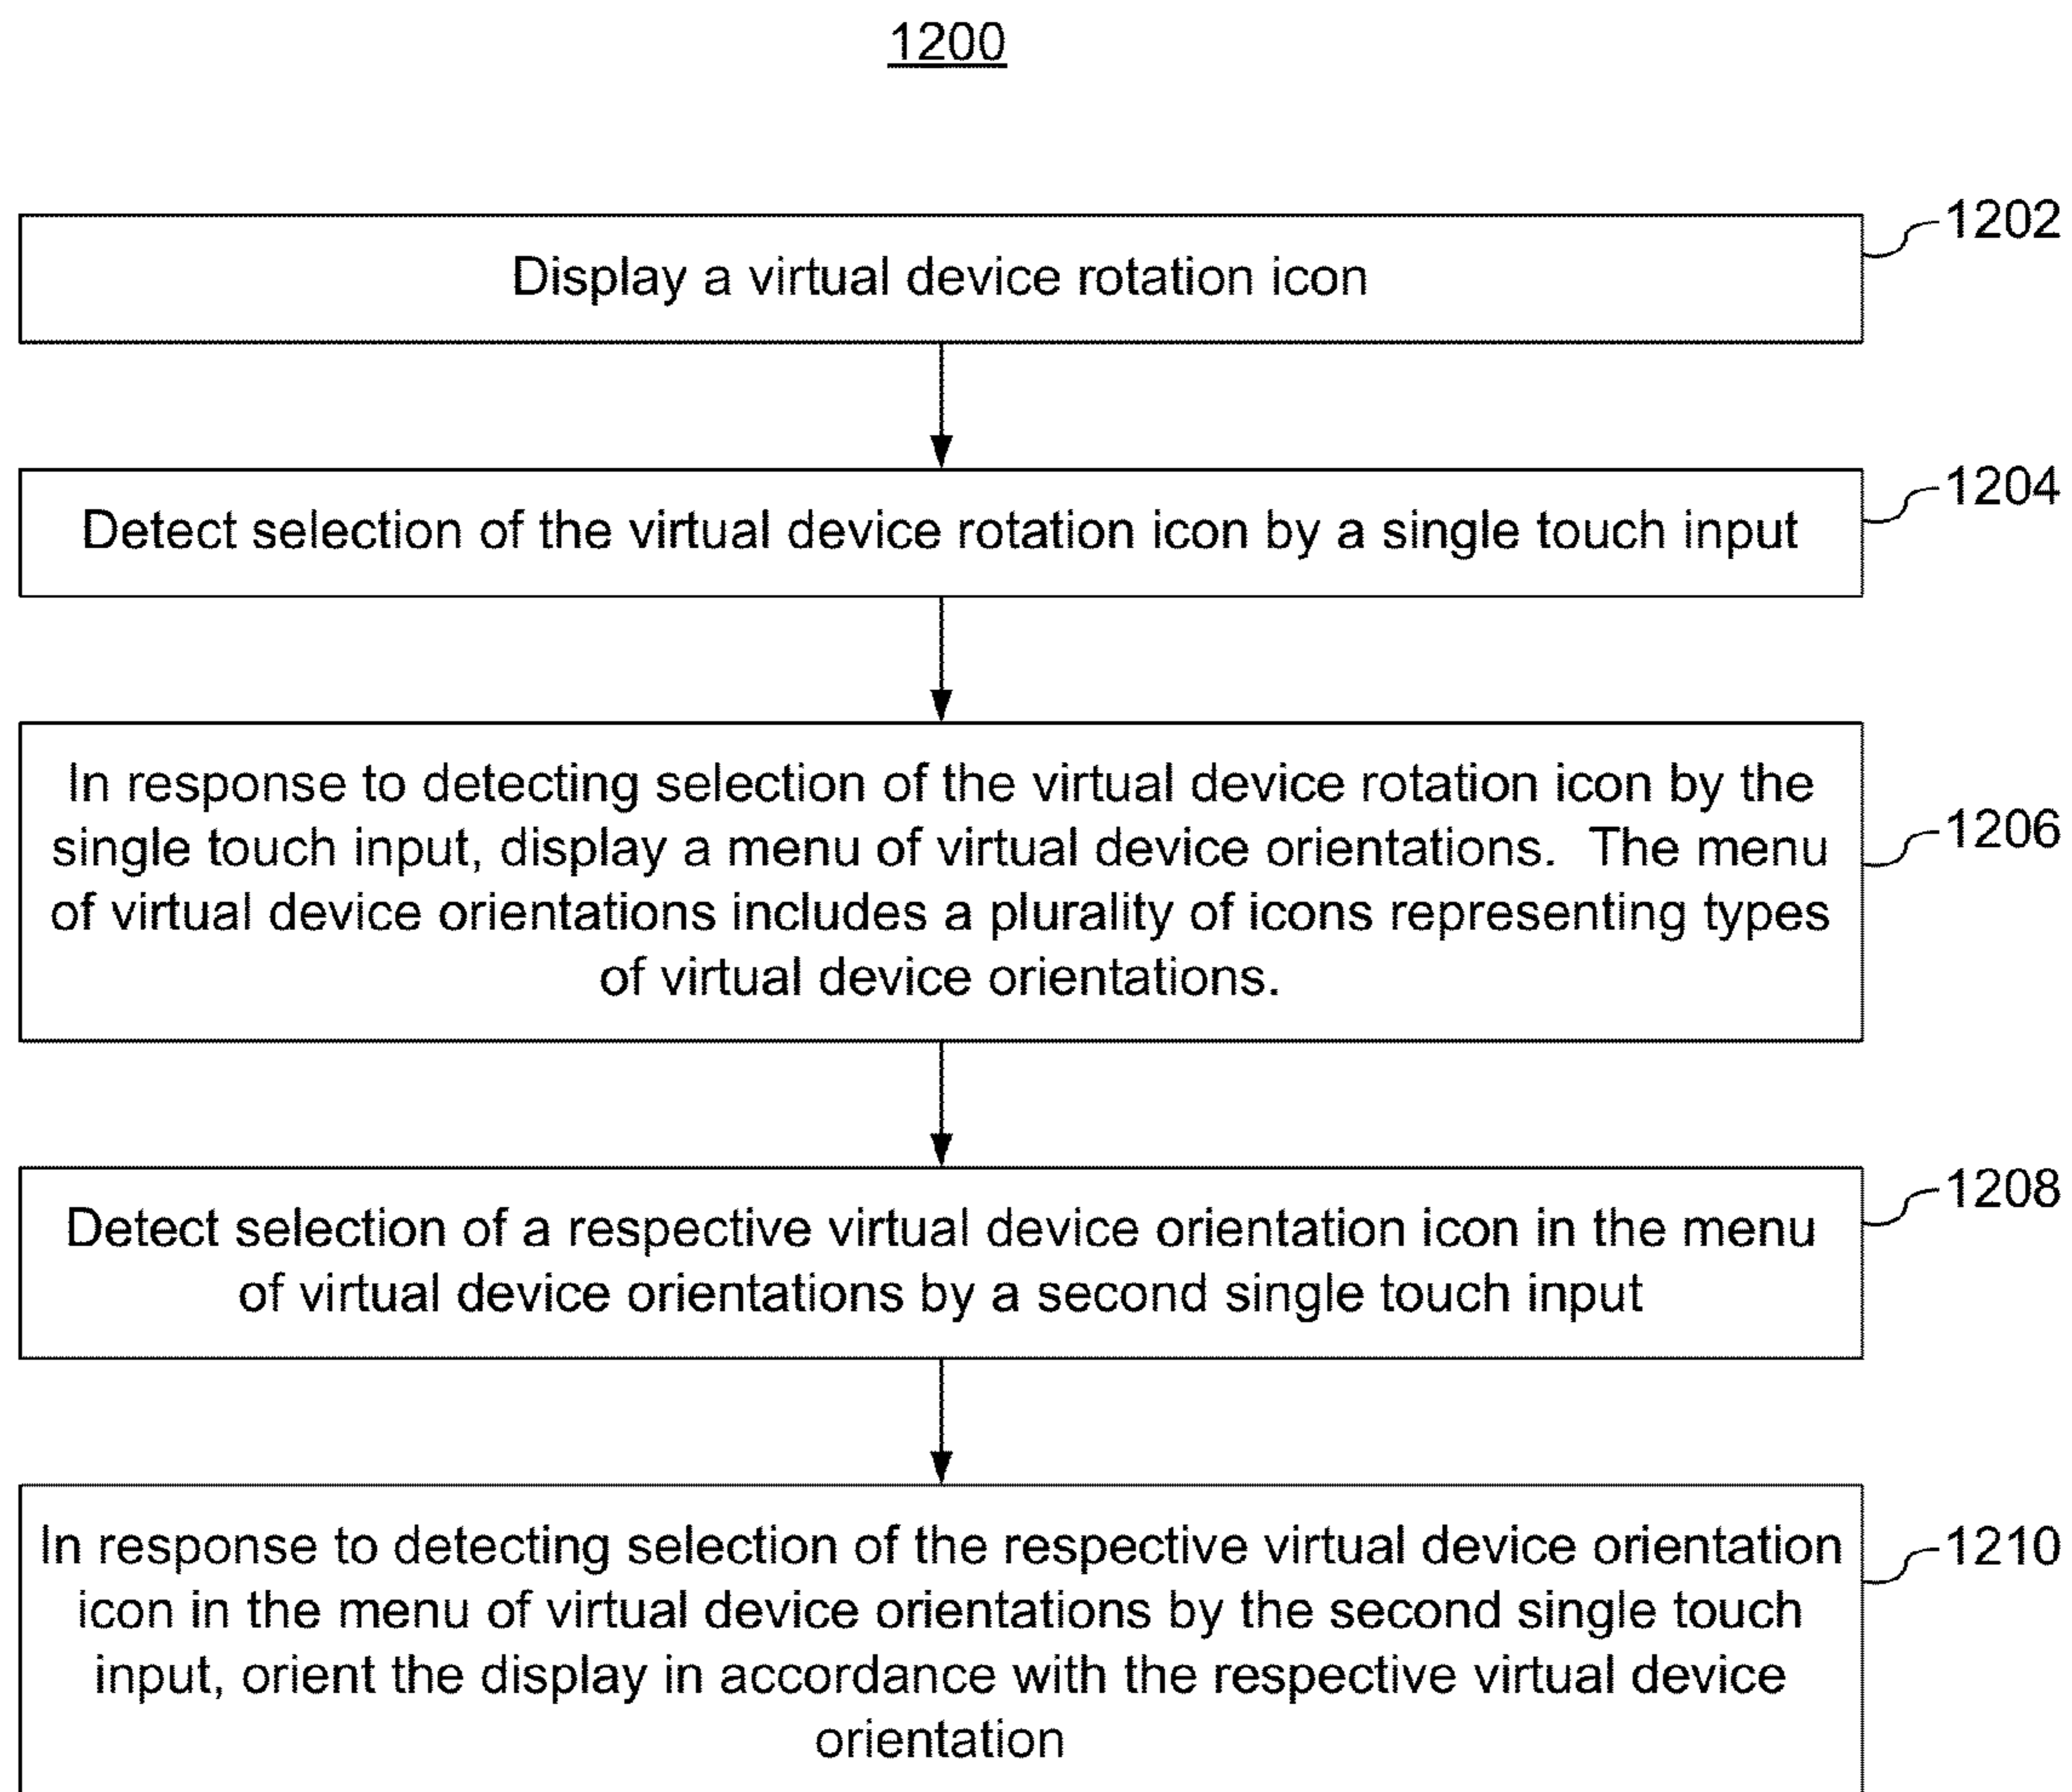 1200
1202
Display a virtual device rotation icon
1204
Detect selection of the virtual device rotation icon by a single touch input
In response to detecting selection of the virtual device rotation icon by the
single touch input, display a menu of virtual device orientations.  The menu
of virtual device orientations includes a plurality of icons representing types
of virtual device orientations.
1206
1208
Detect selection of a respective virtual device orientation icon in the menu
of virtual device orientations by a second single touch input
In response to detecting selection of the respective virtual device orientation
icon in the menu of virtual device orientations by the second single touch
input, orient the display in accordance with the respective virtual device
orientation
1210